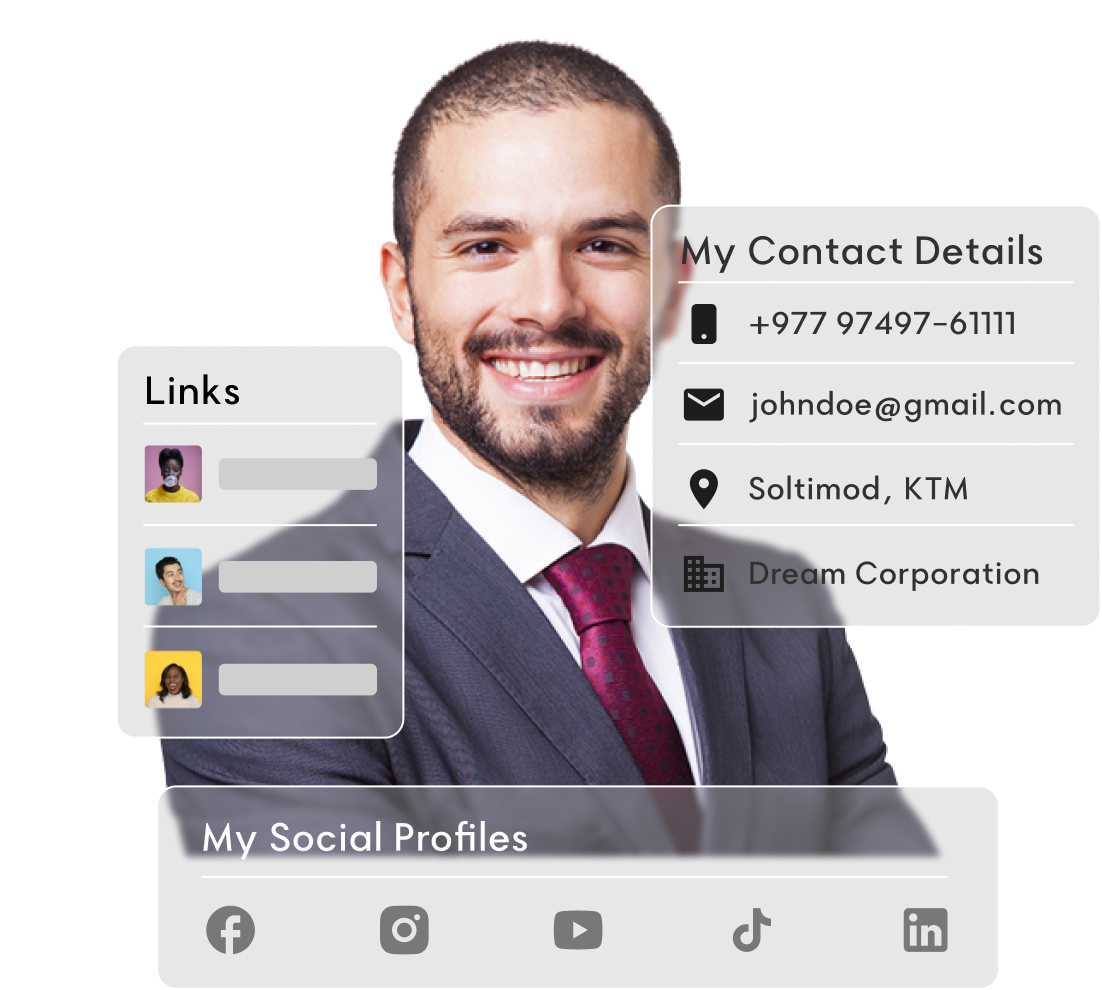 My Contact Details
+977 97497-61111
johndoe@gmail.com
Soltimod, KTM
Dream Corporation
Links
My Social Profiles